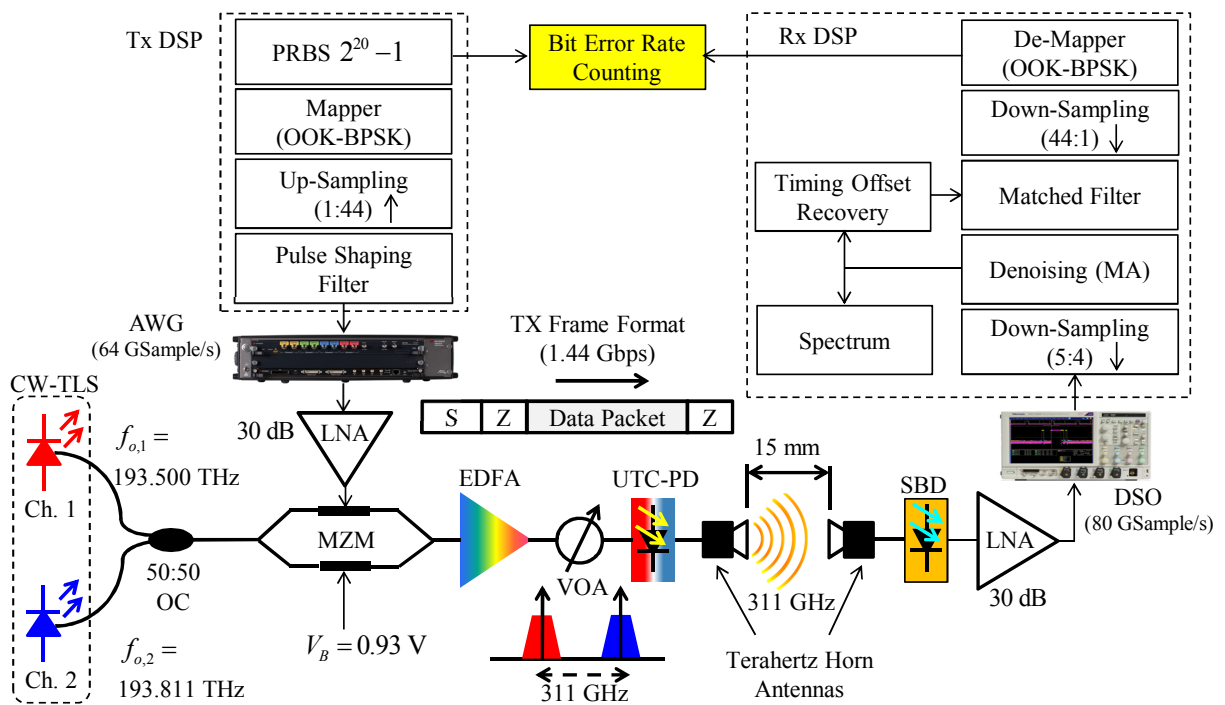 Tx DSP
PRBS 2^20 −1
Mapper
(OOK-BPSK)
Up-Sampling
(1:44)
Pulse Shaping
Filter
Bit Error Rate
Counting
Rx DSP
De-Mapper
(OOK-BPSK)
Down-Sampling
(44:1)
Timing Offset
Recovery
Matched Filter
Denoising (MA)
Spectrum
Down-Sampling
(5:4)
AWG
(64 GSample/s)
TX Frame Format
(1.44 Gbps)
S Z Data Packet Z
CW-TLS
f_o,1 =
193.500 THz
Ch. 1
30 dB
LNA
50:50
OC
MZM
V_B = 0.93 V
f_o,2 =
193.811 THz
Ch. 2
EDFA
VOA
UTC-PD
311 GHz
15 mm
311 GHz
Terahertz Horn
Antennas
SBD
LNA
30 dB
DSO
(80 GSample/s)